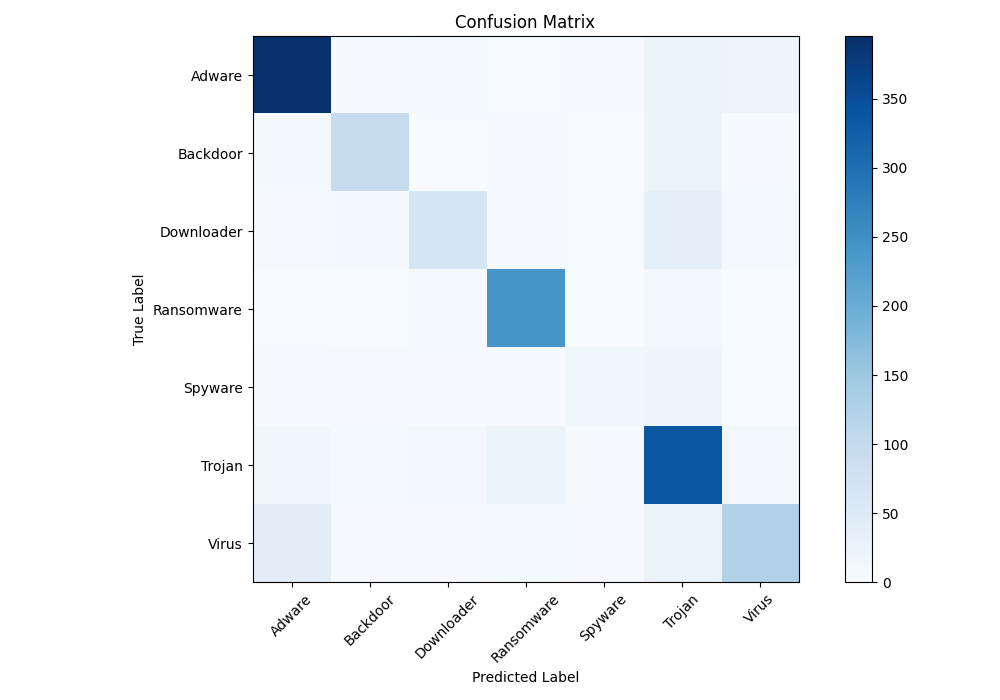 Confusion Matrix
True Label
Adware
Backdoor
Downloader
Ransomware
Spyware
Trojan
Virus
Adware
Backdoor
Downloader
Ransomware
Spyware
Trojan
Virus
Predicted Label
350
300
250
200
150
100
50
0